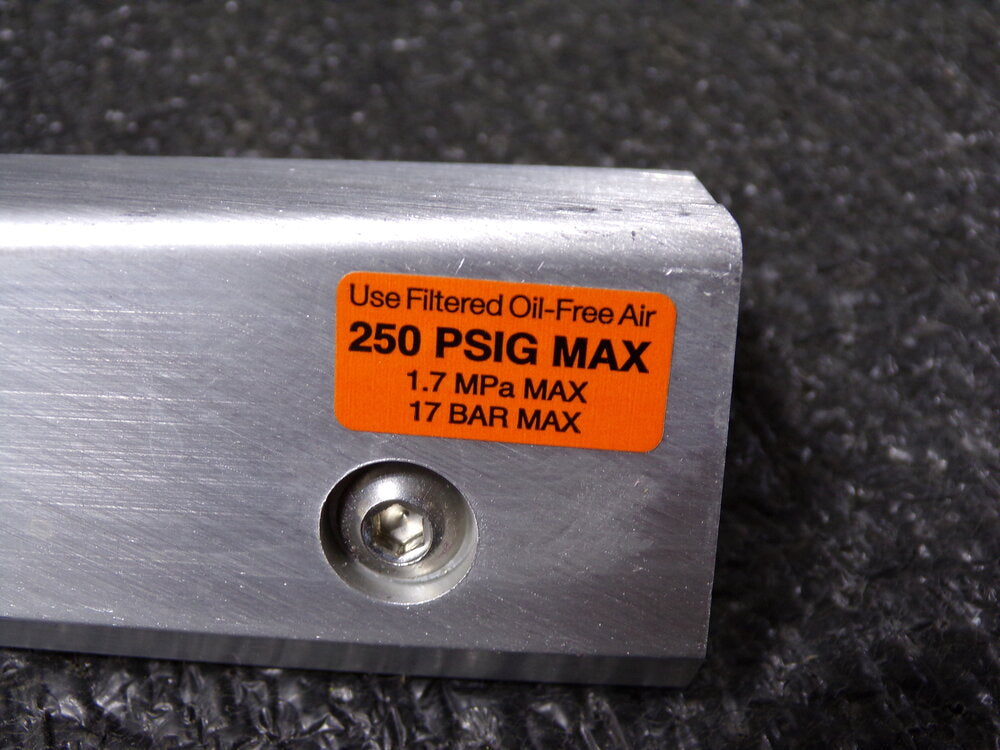 Use Filtered Oil-Free Air
250 PSIG MAX
1.7 MPa MAX
17 BAR MAX